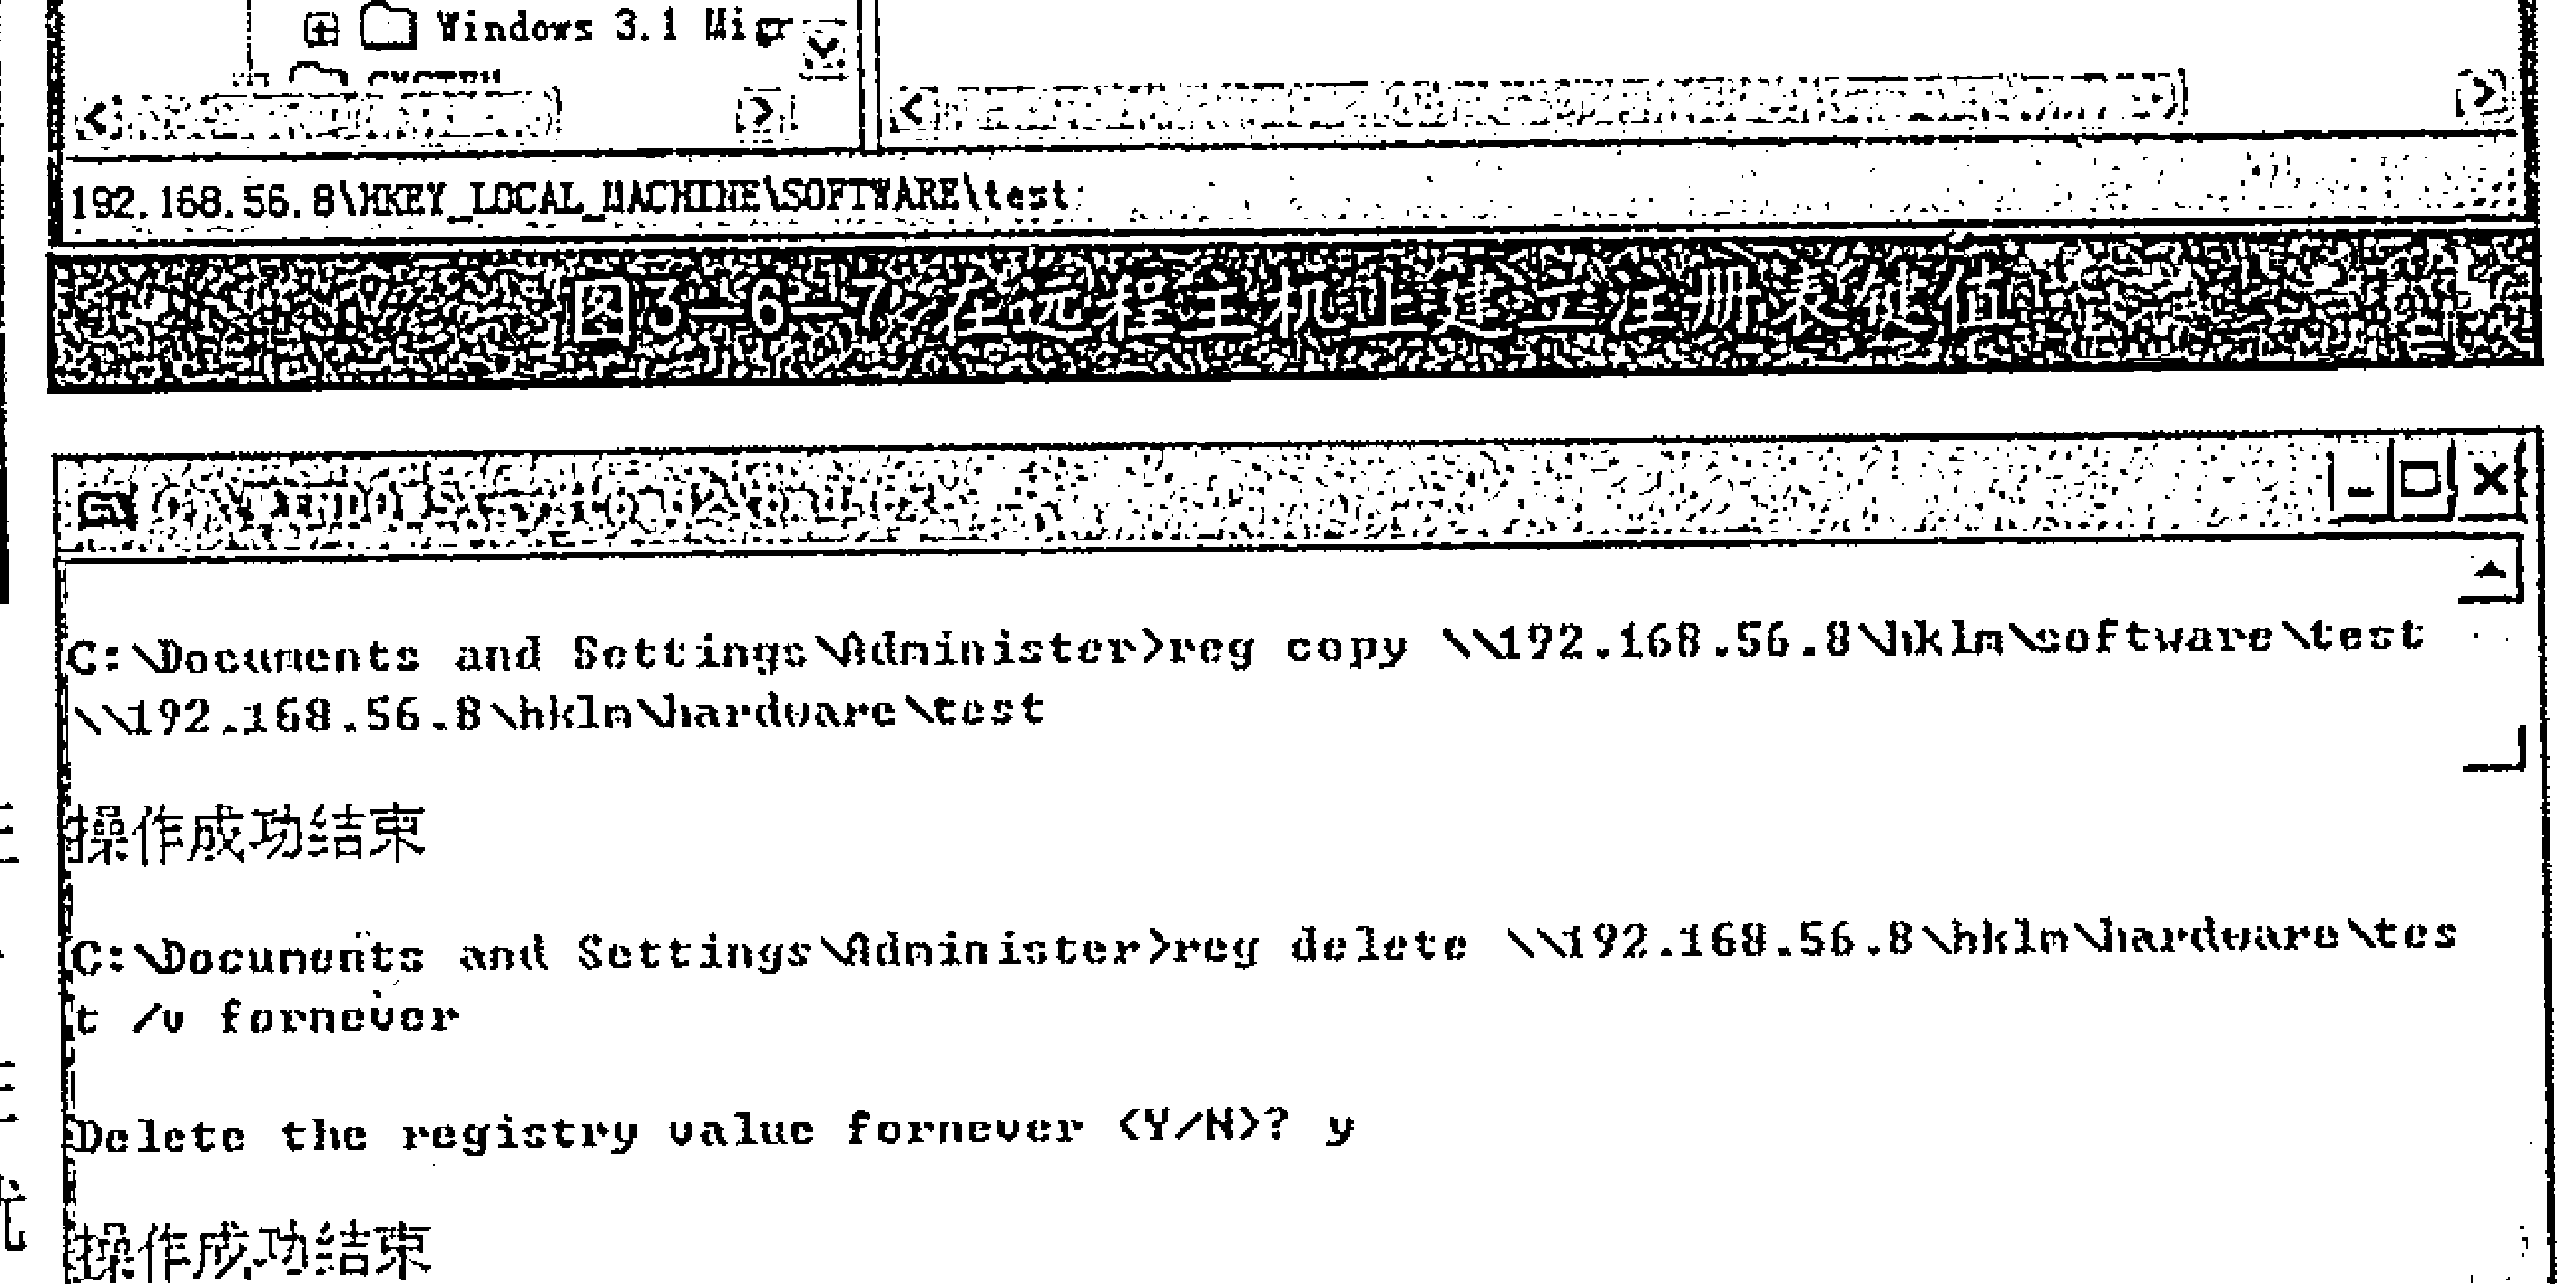 Windows 3.1 Migr
SYSTEM
192.168.56.8\HKEY_LOCAL_MACHINE\SOFTWARE\test
图3—6—7 在远程主机上建立注册表键值
C:\Documents and Settings\Administer>reg copy \\192.168.56.8\hklm\software\test
\\192.168.56.8\hklm\hardware\test
操作成功结束
C:\Documents and Settings\Administer>reg delete \\192.168.56.8\hklm\hardware\tes
t /v fornever
Delete the registry value fornever (Y/N)? y
操作成功结束